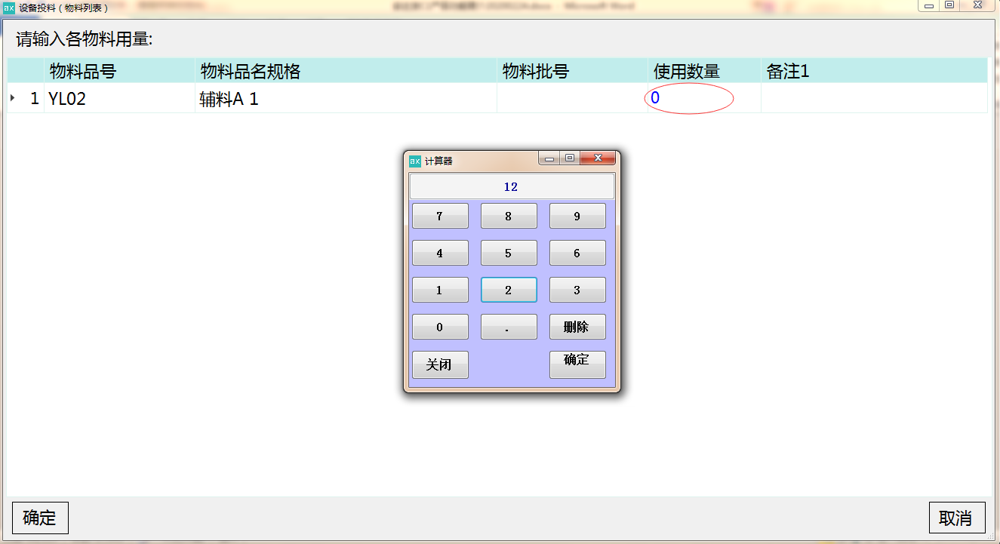 ax 设备投料（物料列表）
Microsoft Word
请输入各物料用量:
物料品号 物料品名规格 物料批号 使用数量 备注1
1 YL02 辅料A 1 0
ax 计算器
12
7 8 9
4 5 6
1 2 3
0 . 删除
关闭 确定
确定 取消